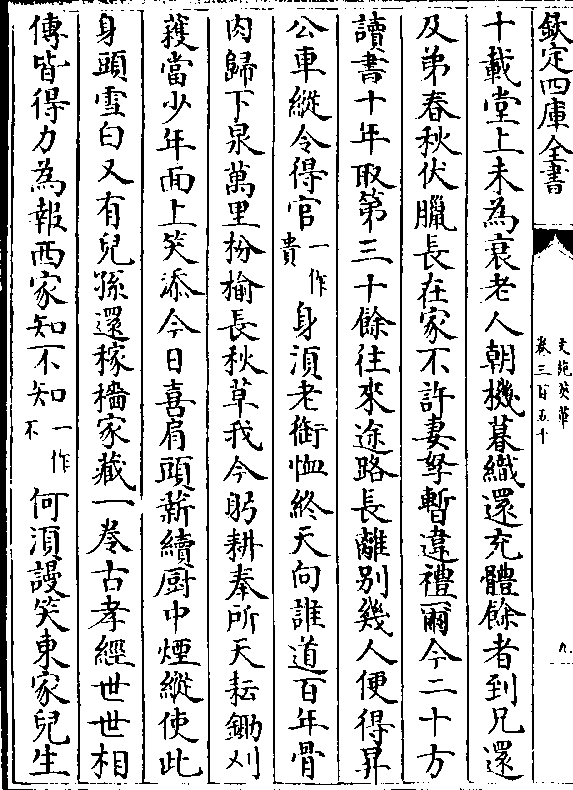 欽定四庫全書
文苑英華
卷三百五十
九
十載堂上未為衰老人朝機暮織還充體餘者到兄還
及弟春秋伏臘長在家不許妻孥暫違禮爾今二十方
讀書十年取第三十餘往來途路長離別幾人便得昇
公車縱令得官一作貴身須老銜恤終天向誰道百年骨
肉歸下泉萬里枌榆長秋草我今躬耕奉所天耘鋤刈
穫當少年面上笑添今日喜肩頭薪續厨中煙縱使此
身頭雪白又有兒孫還稼穡家藏一卷古孝經世世相
傳皆得力為報西家知不知一作不何須謾笑東家兒生